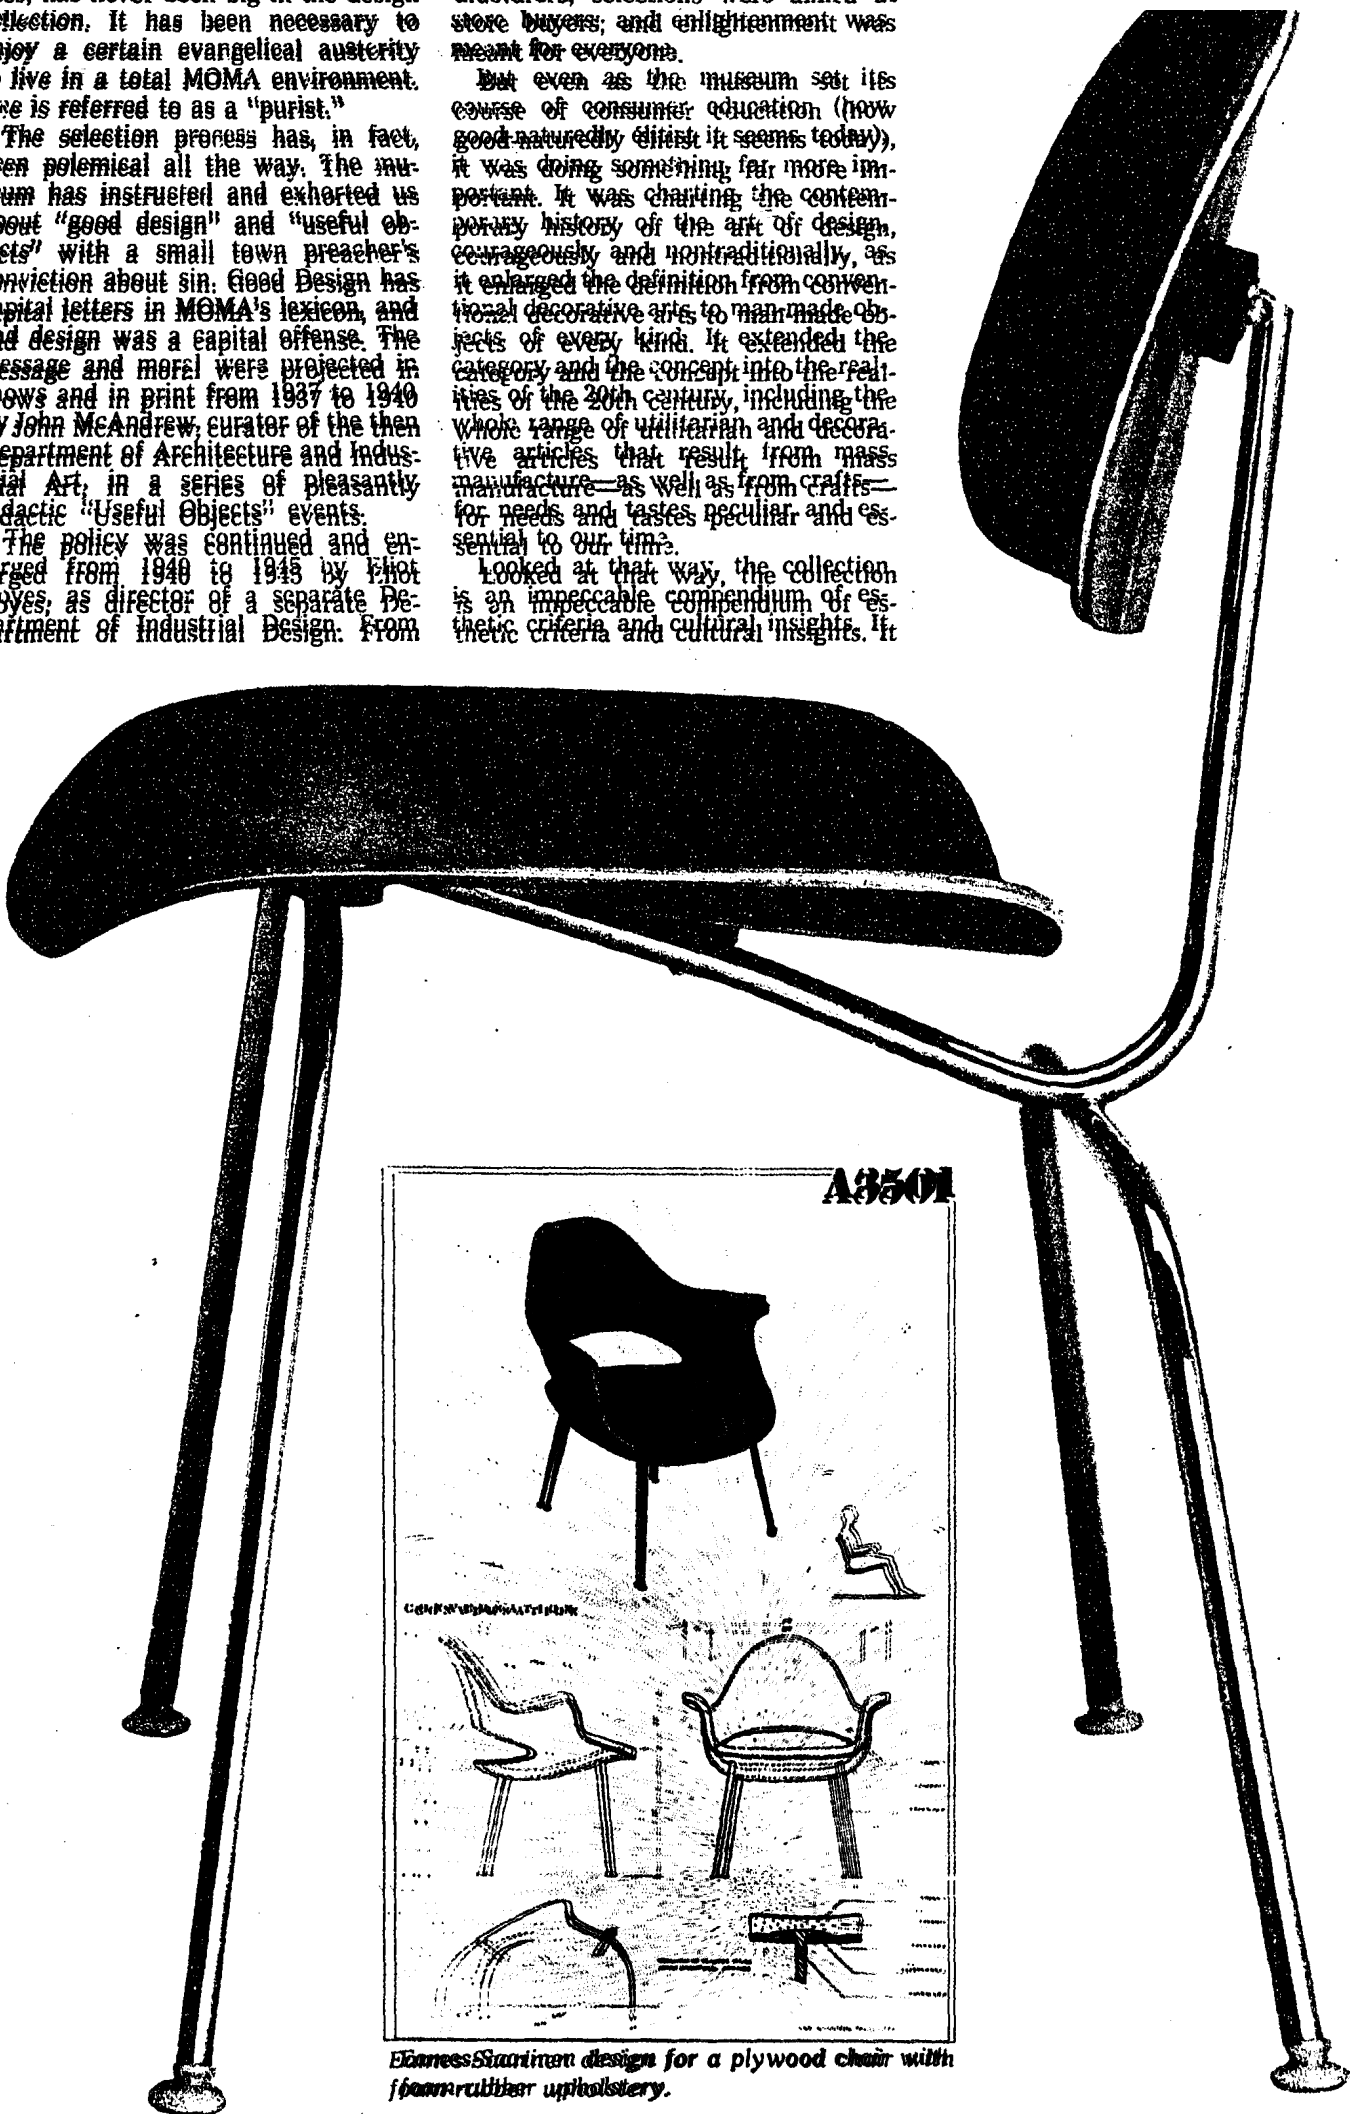 llection. It has been necessary to
njoy a certain evangelical austerity
live in a total MOMA environment.
re is referred to as a "purist."
The selection process has, in fact,
en polemical all the way. The mu-
um has instructed and exhorted us
bout "good design" and "useful ob-
cts" with a small town preacher's
nviction about sin. Good Design has
pital letters in MOMA's lexicon, and
d design was a capital offense. The
essage and moral were projected in
ows and in print from 1937 to 1940
y John McAndrew, curator of the then
epartment of Architecture and Indus-
ial Art, in a series of pleasantly
dactic "Useful Objects" events.
The policy was continued and en-
rged from 1940 to 1945 by Eliot
oyes, as director of a separate De-
artment of Industrial Design. From
store buyers; and enlightenment was
meant for everyone.
But even as the museum set its
course of consumer education (how
good-naturedly elitist it seems today),
it was doing something far more im-
portant. It was charting the contem-
porary history of the art of design,
courageously and nontraditionally, as
it enlarged the definition from conven-
tional decorative arts to man-made ob-
jects of every kind. It extended the
category and the concept into the real-
ities of the 20th century, including the
whole range of utilitarian and decora-
tive articles that result from mass
manufacture—as well as from crafts—
for needs and tastes peculiar and es-
sential to our time.
Looked at that way, the collection
is an impeccable compendium of es-
thetic criteria and cultural insights. It
A3501
Eames-Saarinen design for a plywood chair with
foam-rubber upholstery.